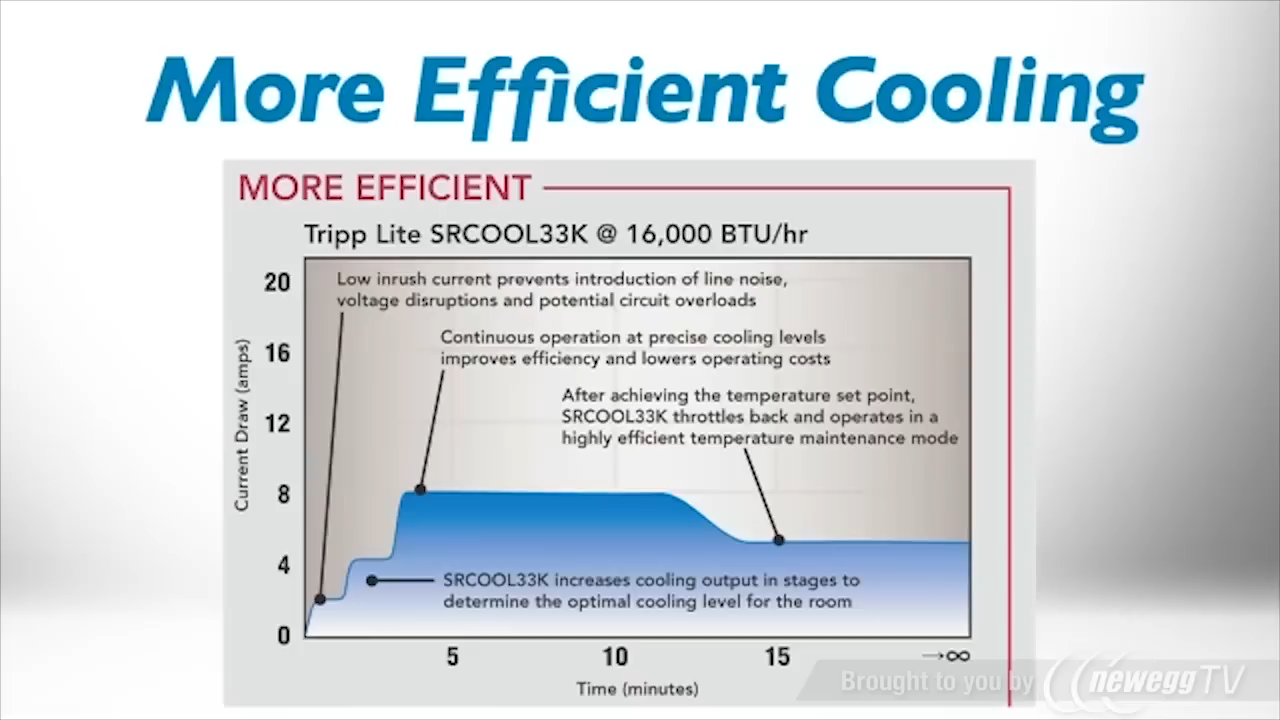 More Efficient Cooling
MORE EFFICIENT
Tripp Lite SRCOOL33K @ 16,000 BTU/hr
Low inrush current prevents introduction of line noise,
voltage disruptions and potential circuit overloads
Continuous operation at precise cooling levels
improves efficiency and lowers operating costs
After achieving the temperature set point,
SRCOOL33K throttles back and operates in a
highly efficient temperature maintenance mode
SRCOOL33K increases cooling output in stages to
determine the optimal cooling level for the room
Current Draw (amps)
20
16
12
8
4
0
5 10 15 →∞
Time (minutes)
Brought to you by newegg TV